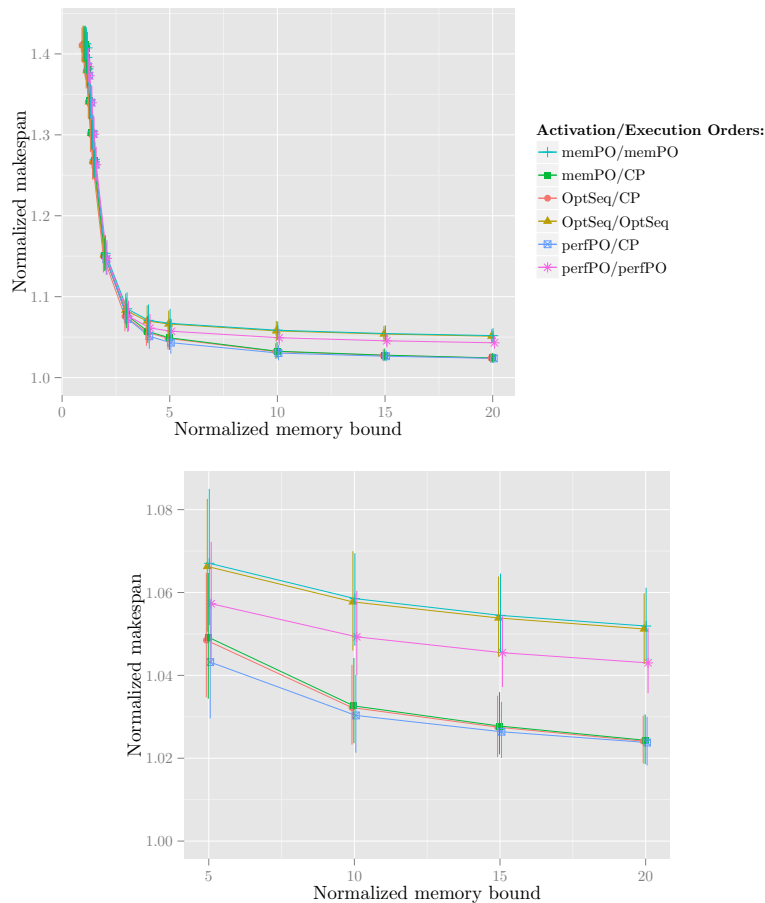 1.4
1.3
1.2
1.1
1.0
Normalized makespan
0
5
10
15
20
Normalized memory bound
Activation/Execution Orders:
memPO/memPO
memPO/CP
OptSeq/CP
OptSeq/OptSeq
perfPO/CP
perfPO/perfPO
1.08
1.06
1.04
1.02
1.00
Normalized makespan
5
10
15
20
Normalized memory bound